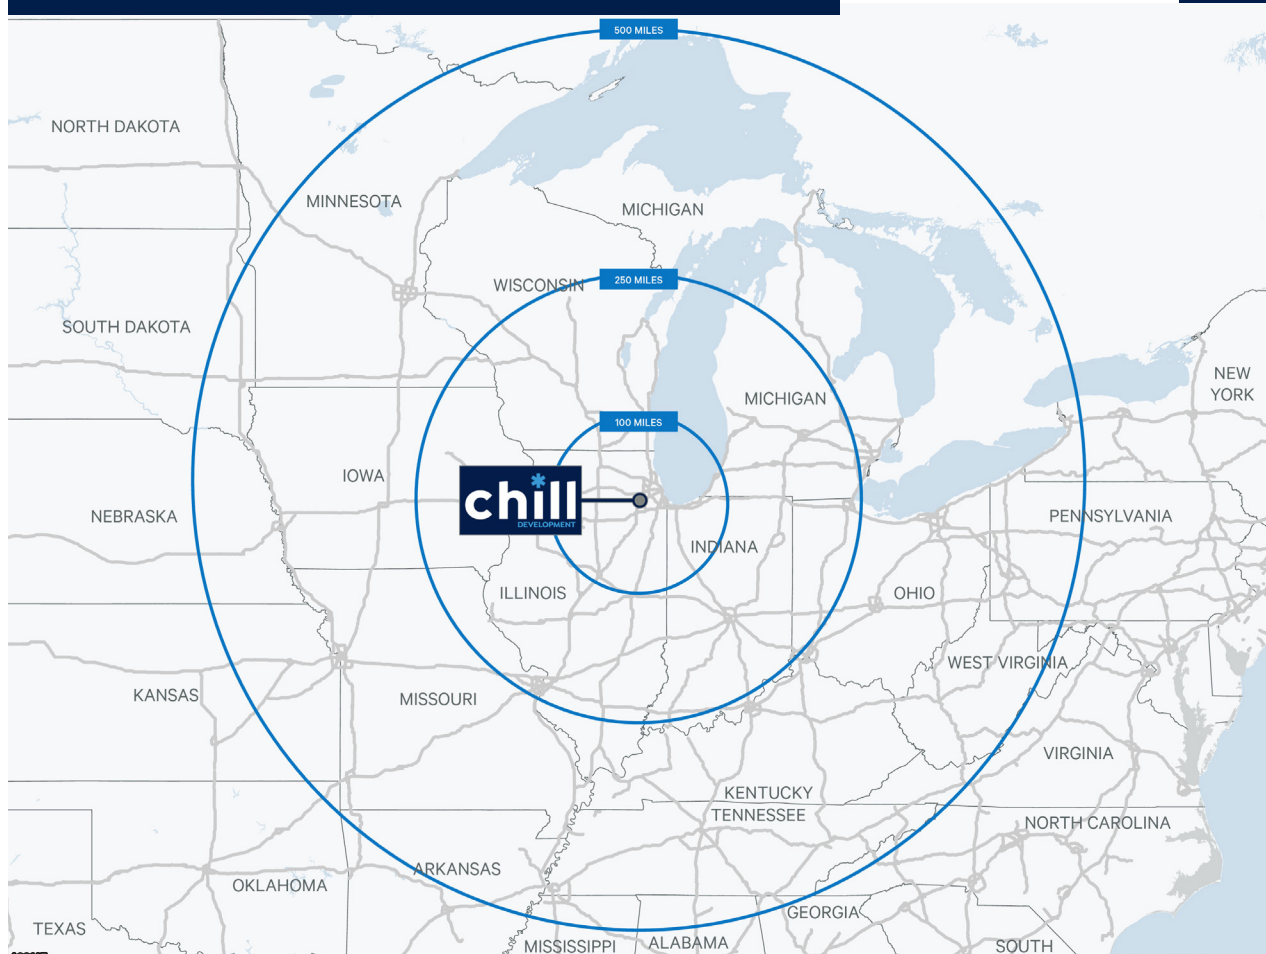 500 MILES
NORTH DAKOTA
MINNESOTA
MICHIGAN
250 MILES
WISCONSIN
SOUTH DAKOTA
NEW
YORK
MICHIGAN
100 MILES
IOWA
chill
DEVELOPMENT
NEBRASKA
PENNSYLVANIA
INDIANA
ILLINOIS
OHIO
WEST VIRGINIA
KANSAS
MISSOURI
VIRGINIA
KENTUCKY
TENNESSEE
NORTH CAROLINA
ARKANSAS
OKLAHOMA
GEORGIA
TEXAS
MISSISSIPPI
ALABAMA
SOUTH